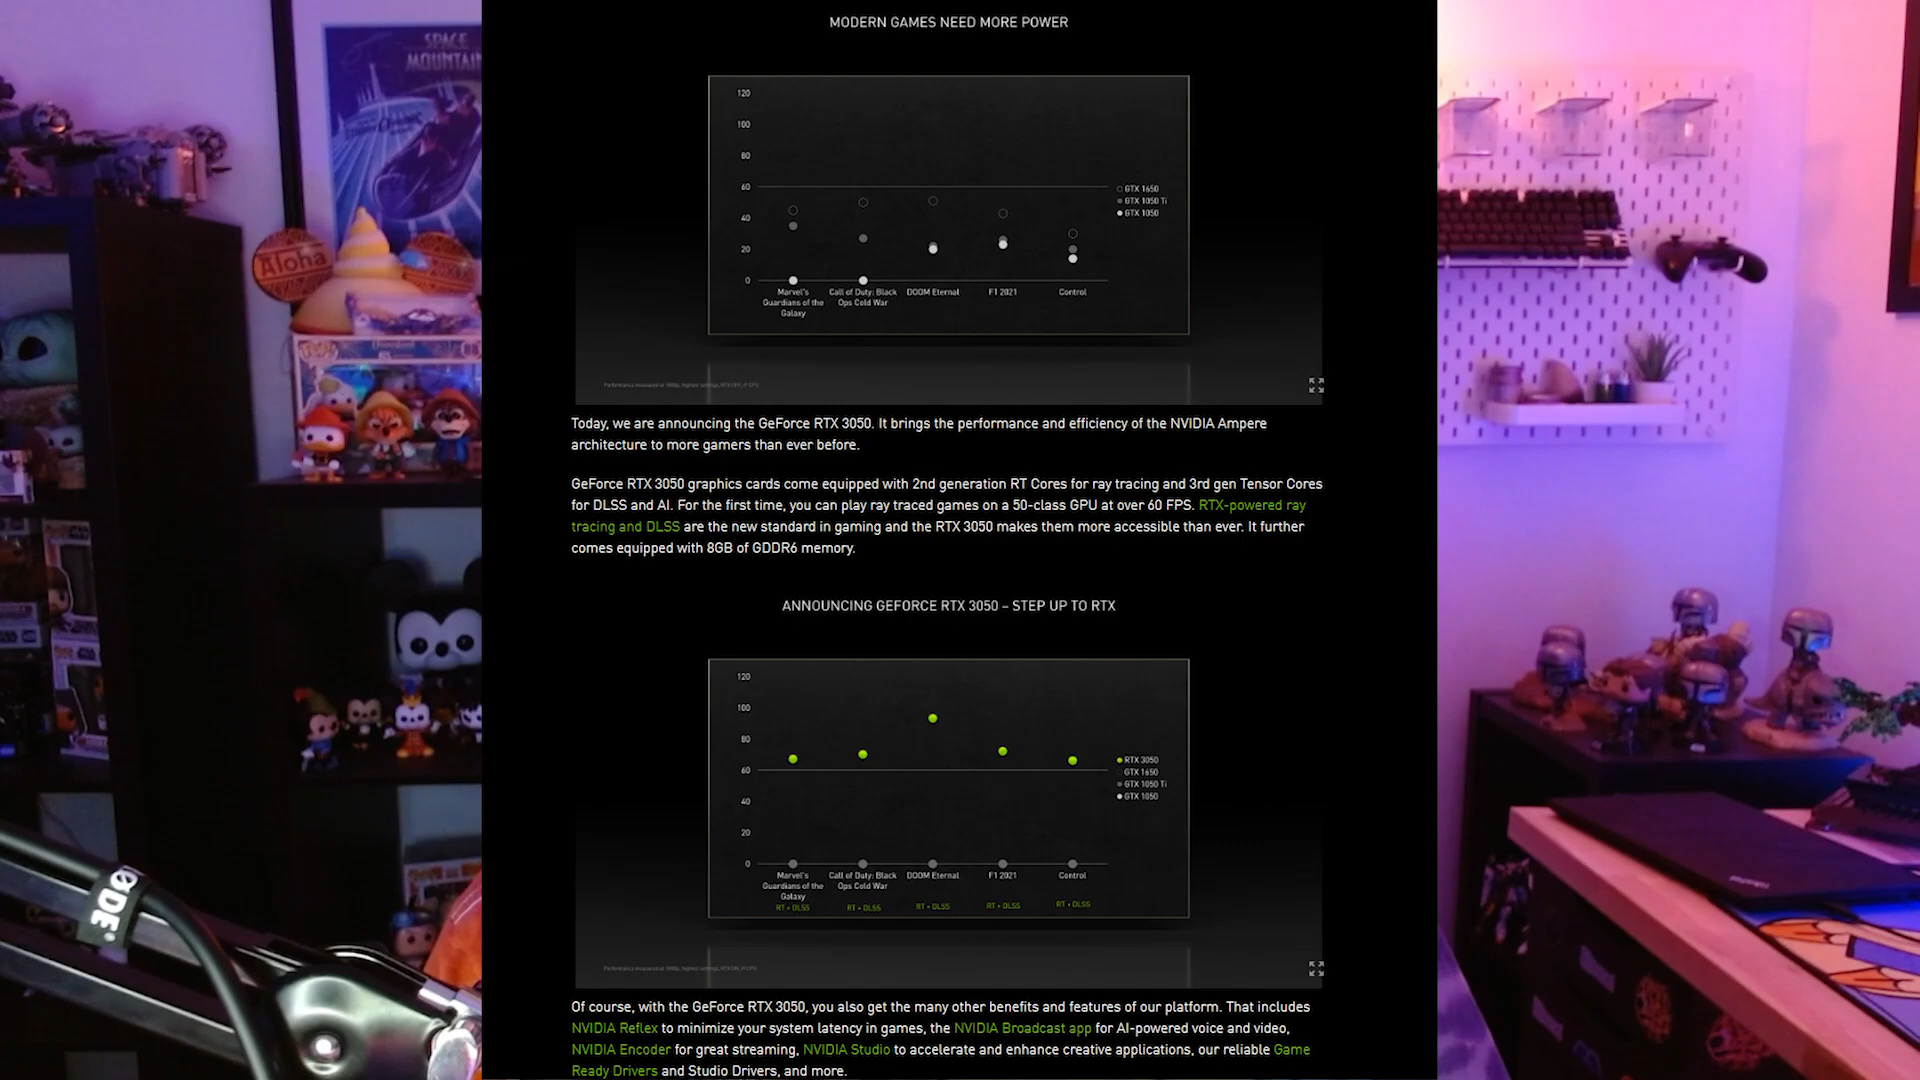 MODERN GAMES NEED MORE POWER
SPACE
MOUNTAIN
120
100
80
60
40
20
0
GTX 1650
GTX 1050 Ti
GTX 1050
Marvel's
Guardians of the
Galaxy
Call of Duty: Black
Ops Cold War
DOOM Eternal
F1 2021
Control
Aloha
Today, we are announcing the GeForce RTX 3050. It brings the performance and efficiency of the NVIDIA Ampere
architecture to more gamers than ever before.
GeForce RTX 3050 graphics cards come equipped with 2nd generation RT Cores for ray tracing and 3rd gen Tensor Cores
for DLSS and AI. For the first time, you can play ray traced games on a 50-class GPU at over 60 FPS. RTX-powered ray
tracing and DLSS are the new standard in gaming and the RTX 3050 makes them more accessible than ever. It further
comes equipped with 8GB of GDDR6 memory.
ANNOUNCING GEFORCE RTX 3050 – STEP UP TO RTX
120
100
80
60
40
20
0
RTX 3050
GTX 1650
GTX 1050 Ti
GTX 1050
Marvel's
Guardians of the
Galaxy
RT + DLSS
Call of Duty: Black
Ops Cold War
RT + DLSS
DOOM Eternal
RT + DLSS
F1 2021
RT + DLSS
Control
RT + DLSS
RØDE
Of course, with the GeForce RTX 3050, you also get the many other benefits and features of our platform. That includes
NVIDIA Reflex to minimize your system latency in games, the NVIDIA Broadcast app for AI-powered voice and video,
NVIDIA Encoder for great streaming, NVIDIA Studio to accelerate and enhance creative applications, our reliable Game
Ready Drivers and Studio Drivers, and more.